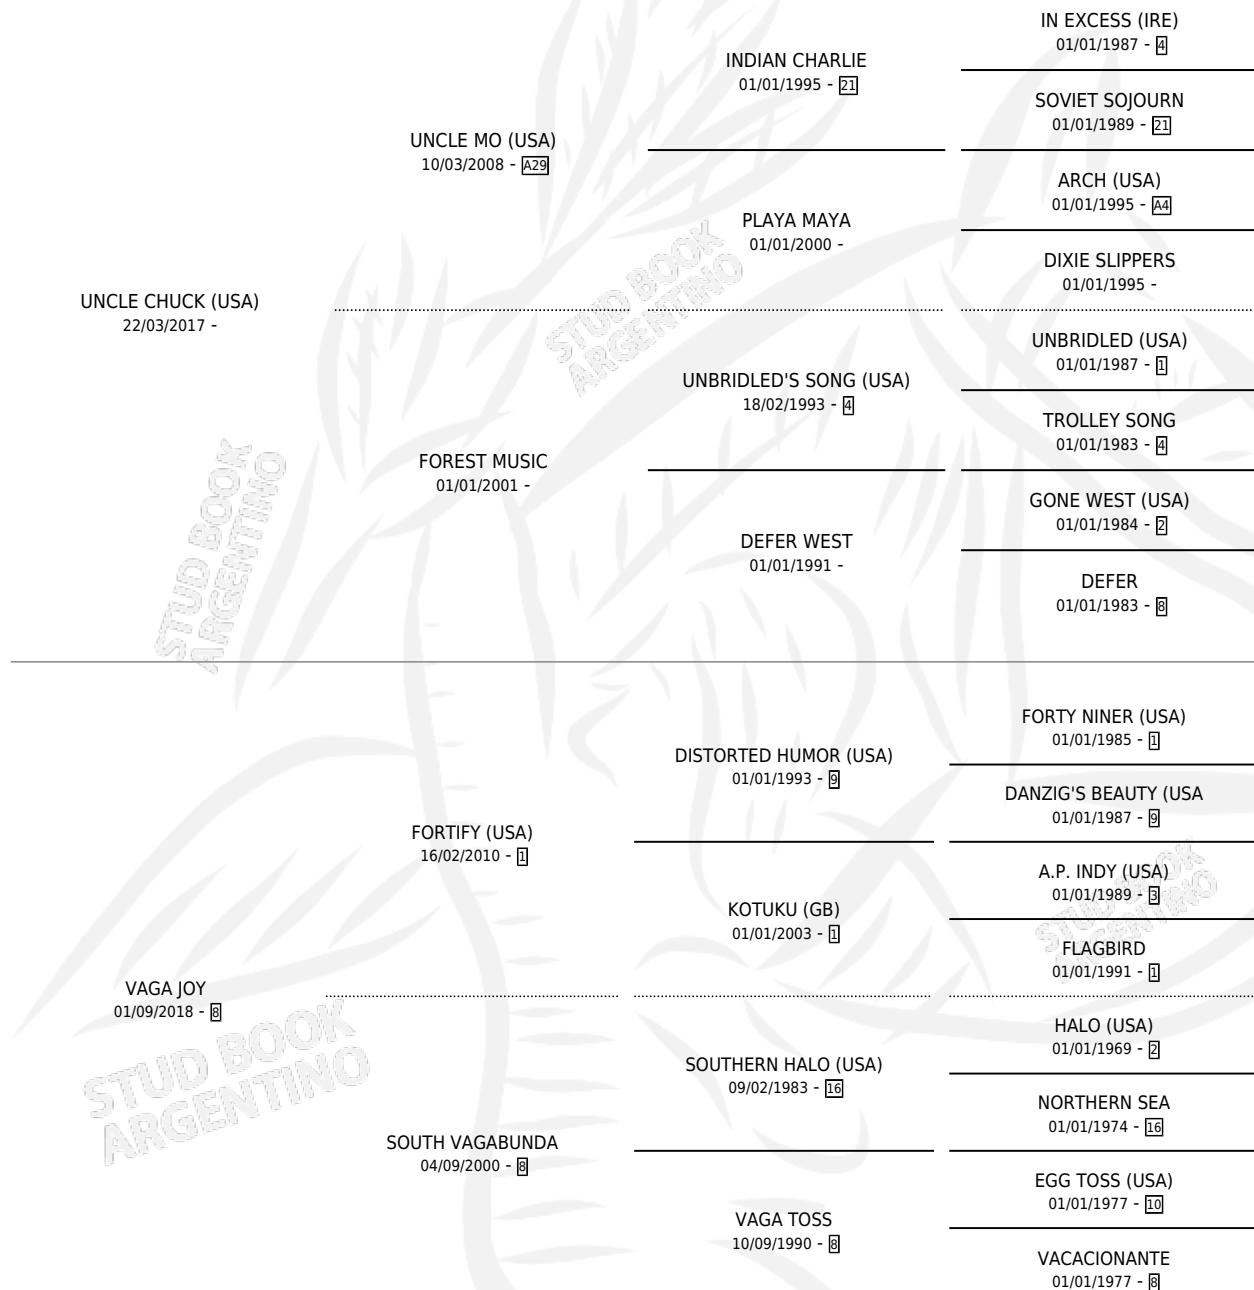 IN EXCESS (IRE)
01/01/1987 - 4
INDIAN CHARLIE
01/01/1995 - 21
SOVIET SOJOURN
01/01/1989 - 21
UNCLE MO (USA)
10/03/2008 - A29
ARCH (USA)
01/01/1995 - A4
PLAYA MAYA
01/01/2000 -
DIXIE SLIPPERS
01/01/1995 -
UNCLE CHUCK (USA)
22/03/2017 -
UNBRIDLED (USA)
01/01/1987 - 1
UNBRIDLED'S SONG (USA)
18/02/1993 - 4
TROLLEY SONG
01/01/1983 - 4
FOREST MUSIC
01/01/2001 -
GONE WEST (USA)
01/01/1984 - 2
DEFER WEST
01/01/1991 -
DEFER
01/01/1983 - 8
FORTY NINER (USA)
01/01/1985 - 1
DISTORTED HUMOR (USA)
01/01/1993 - 9
DANZIG'S BEAUTY (USA
01/01/1987 - 9
FORTIFY (USA)
16/02/2010 - 1
A.P. INDY (USA)
01/01/1989 - 3
KOTUKU (GB)
01/01/2003 - 1
FLAGBIRD
01/01/1991 - 1
VAGA JOY
01/09/2018 - 8
HALO (USA)
01/01/1969 - 2
SOUTHERN HALO (USA)
09/02/1983 - 16
NORTHERN SEA
01/01/1974 - 16
SOUTH VAGABUNDA
04/09/2000 - 8
EGG TOSS (USA)
01/01/1977 - 10
VAGA TOSS
10/09/1990 - 8
VACACIONANTE
01/01/1977 - 8
STUD BOOK
ARGENTINO
STUD BOOK
ARGENTINO
STUD BOOK
ARGENTINO
STUD BOOK
ARGENTINO